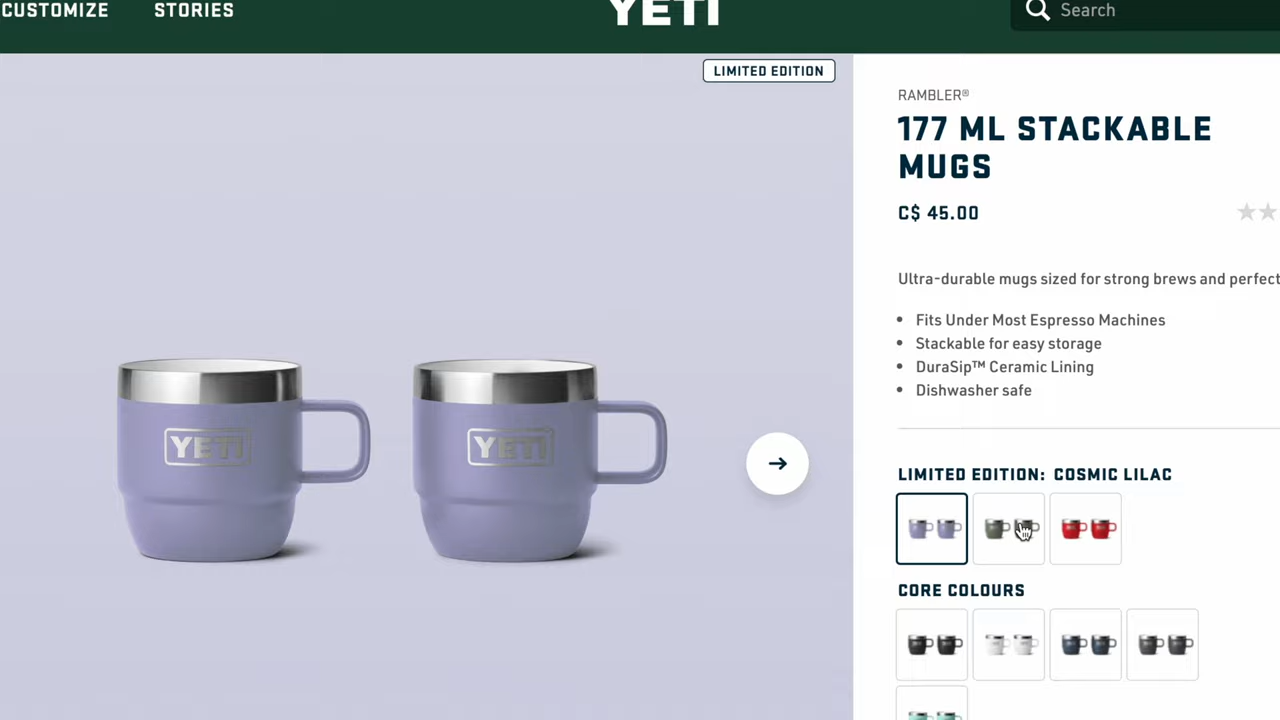 CUSTOMIZE STORIES YETI Search
LIMITED EDITION
RAMBLER®
177 ML STACKABLE
MUGS
C$ 45.00
Ultra-durable mugs sized for strong brews and perfect
• Fits Under Most Espresso Machines
• Stackable for easy storage
• DuraSip™ Ceramic Lining
• Dishwasher safe
YETI YETI
LIMITED EDITION: COSMIC LILAC
CORE COLOURS